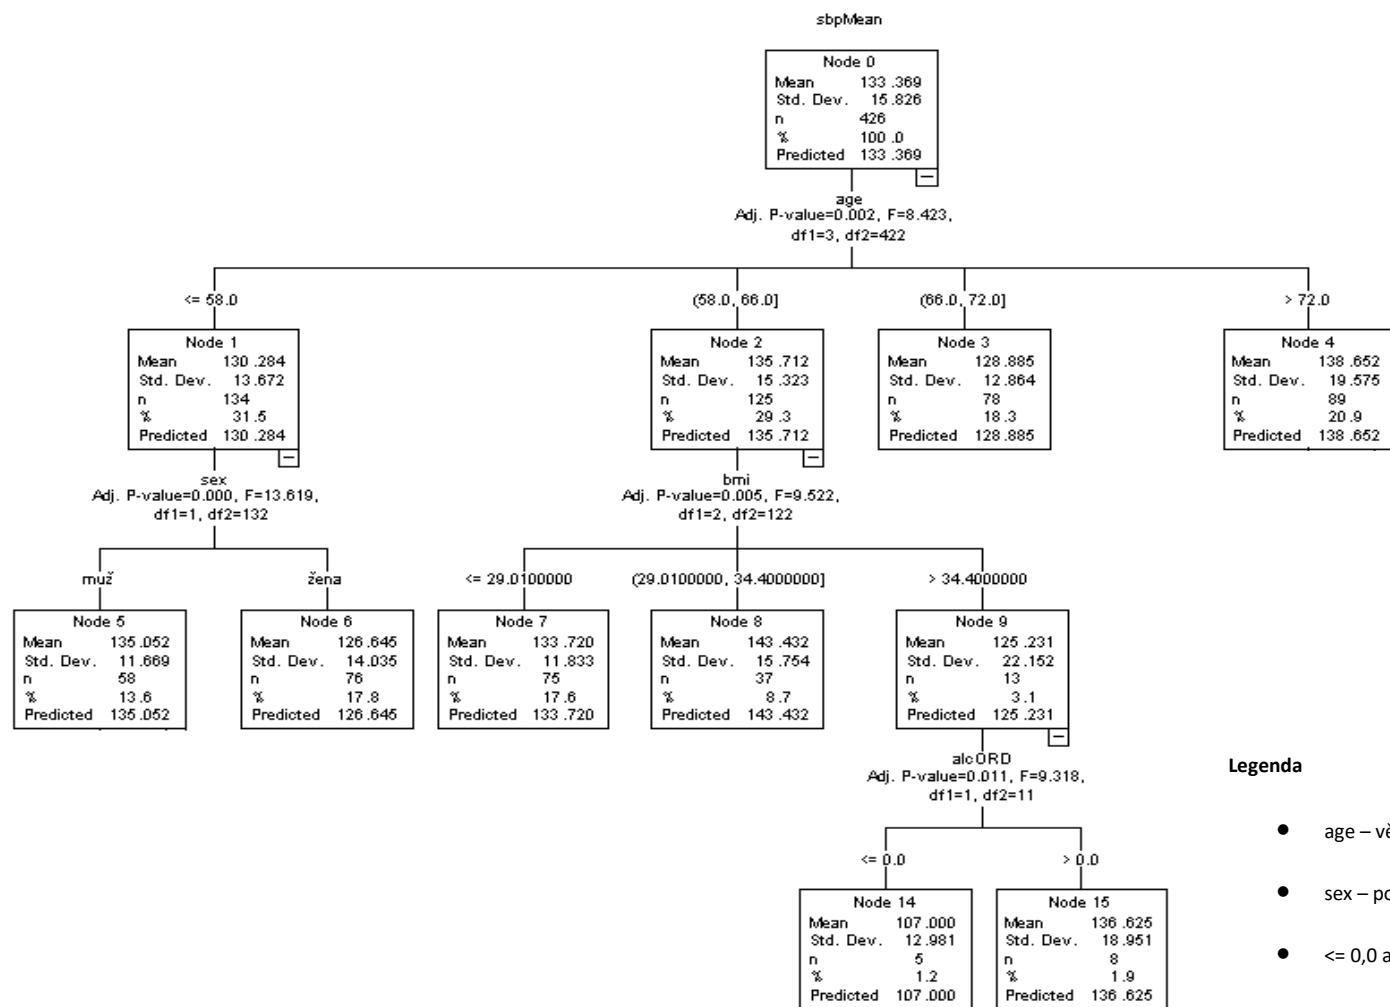 sbpMean
Node 0
Mean 133.369
Std. Dev. 15.826
n 426
% 100.0
Predicted 133.369
age
Adj. P-value=0.002, F=8.423,
df1=3, df2=422
<= 58.0
(58.0, 66.0]
(66.0, 72.0]
> 72.0
Node 1
Mean 130.284
Std. Dev. 13.672
n 134
% 31.5
Predicted 130.284
Node 2
Mean 135.712
Std. Dev. 15.323
n 125
% 29.3
Predicted 135.712
Node 3
Mean 128.885
Std. Dev. 12.864
n 78
% 18.3
Predicted 128.885
Node 4
Mean 138.652
Std. Dev. 19.575
n 89
% 20.9
Predicted 138.652
sex
Adj. P-value=0.000, F=13.619,
df1=1, df2=132
bmi
Adj. P-value=0.005, F=9.522,
df1=2, df2=122
muž
žena
<= 29.0100000
(29.0100000, 34.4000000]
> 34.4000000
Node 5
Mean 135.052
Std. Dev. 11.669
n 58
% 13.6
Predicted 135.052
Node 6
Mean 126.645
Std. Dev. 14.035
n 76
% 17.8
Predicted 126.645
Node 7
Mean 133.720
Std. Dev. 11.833
n 75
% 17.6
Predicted 133.720
Node 8
Mean 143.432
Std. Dev. 15.754
n 37
% 8.7
Predicted 143.432
Node 9
Mean 125.231
Std. Dev. 22.152
n 13
% 3.1
Predicted 125.231
alcORD
Adj. P-value=0.011, F=9.318,
df1=1, df2=11
<= 0.0
> 0.0
Node 14
Mean 107.000
Std. Dev. 12.981
n 5
% 1.2
Predicted 107.000
Node 15
Mean 136.625
Std. Dev. 18.951
n 8
% 1.9
Predicted 136.625
Legenda
● age – vě
● sex – po
● <= 0,0 a